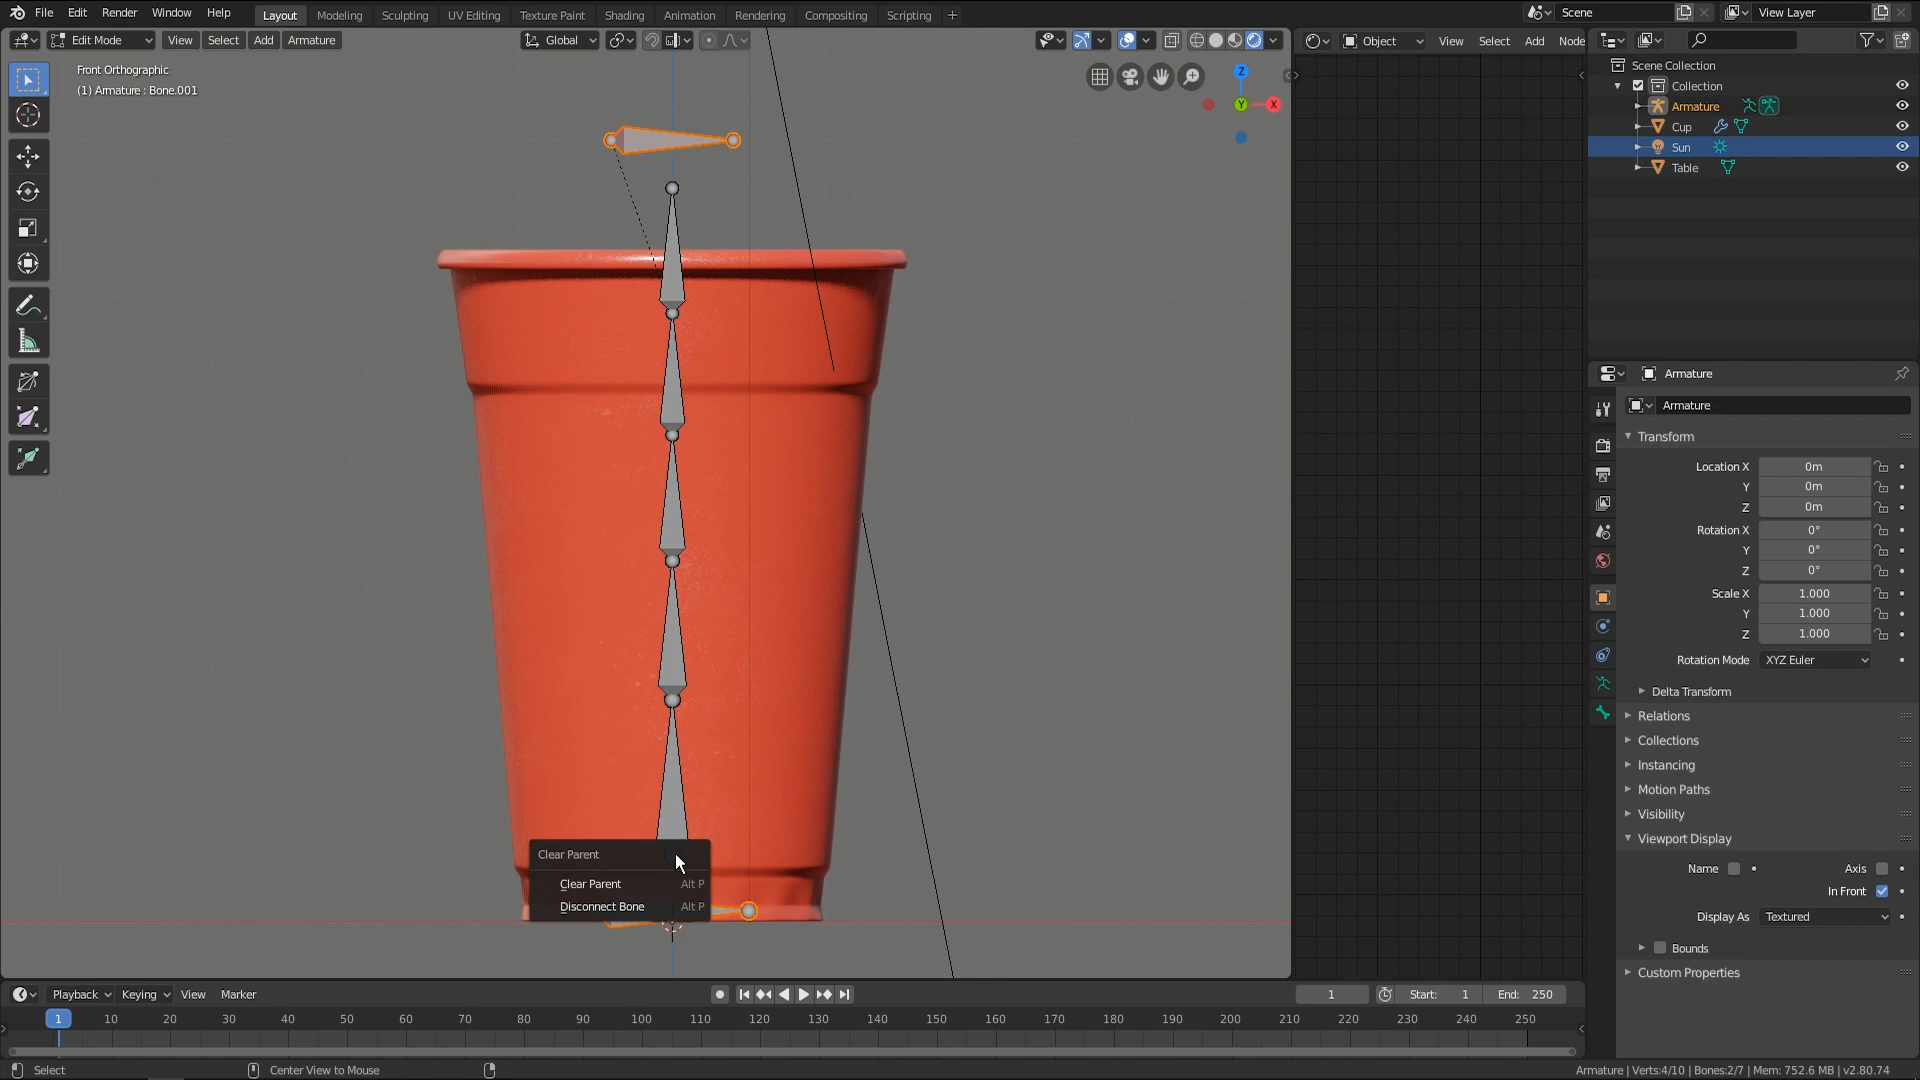 File Edit Render Window Help Layout Modeling Sculpting UV Editing Texture Paint Shading Animation Rendering Compositing Scripting + Scene View Layer
Edit Mode View Select Add Armature Global Object View Select Add Node
Front Orthographic
(1) Armature : Bone.001
Z
Y
X
Clear Parent
Clear Parent Alt P
Disconnect Bone Alt P
Scene Collection
Collection
Armature
Cup
Sun
Table
Armature
Armature
Transform
Location X 0m
Y 0m
Z 0m
Rotation X 0°
Y 0°
Z 0°
Scale X 1.000
Y 1.000
Z 1.000
Rotation Mode XYZ Euler
Delta Transform
Relations
Collections
Instancing
Motion Paths
Visibility
Viewport Display
Name Axis
In Front
Display As Textured
Bounds
Custom Properties
Playback Keying View Marker 1 Start: 1 End: 250
1 10 20 30 40 50 60 70 80 90 100 110 120 130 140 150 160 170 180 190 200 210 220 230 240 250
Select Center View to Mouse Armature | Verts:4/10 | Bones:2/7 | Mem: 752.6 MB | v2.80.74